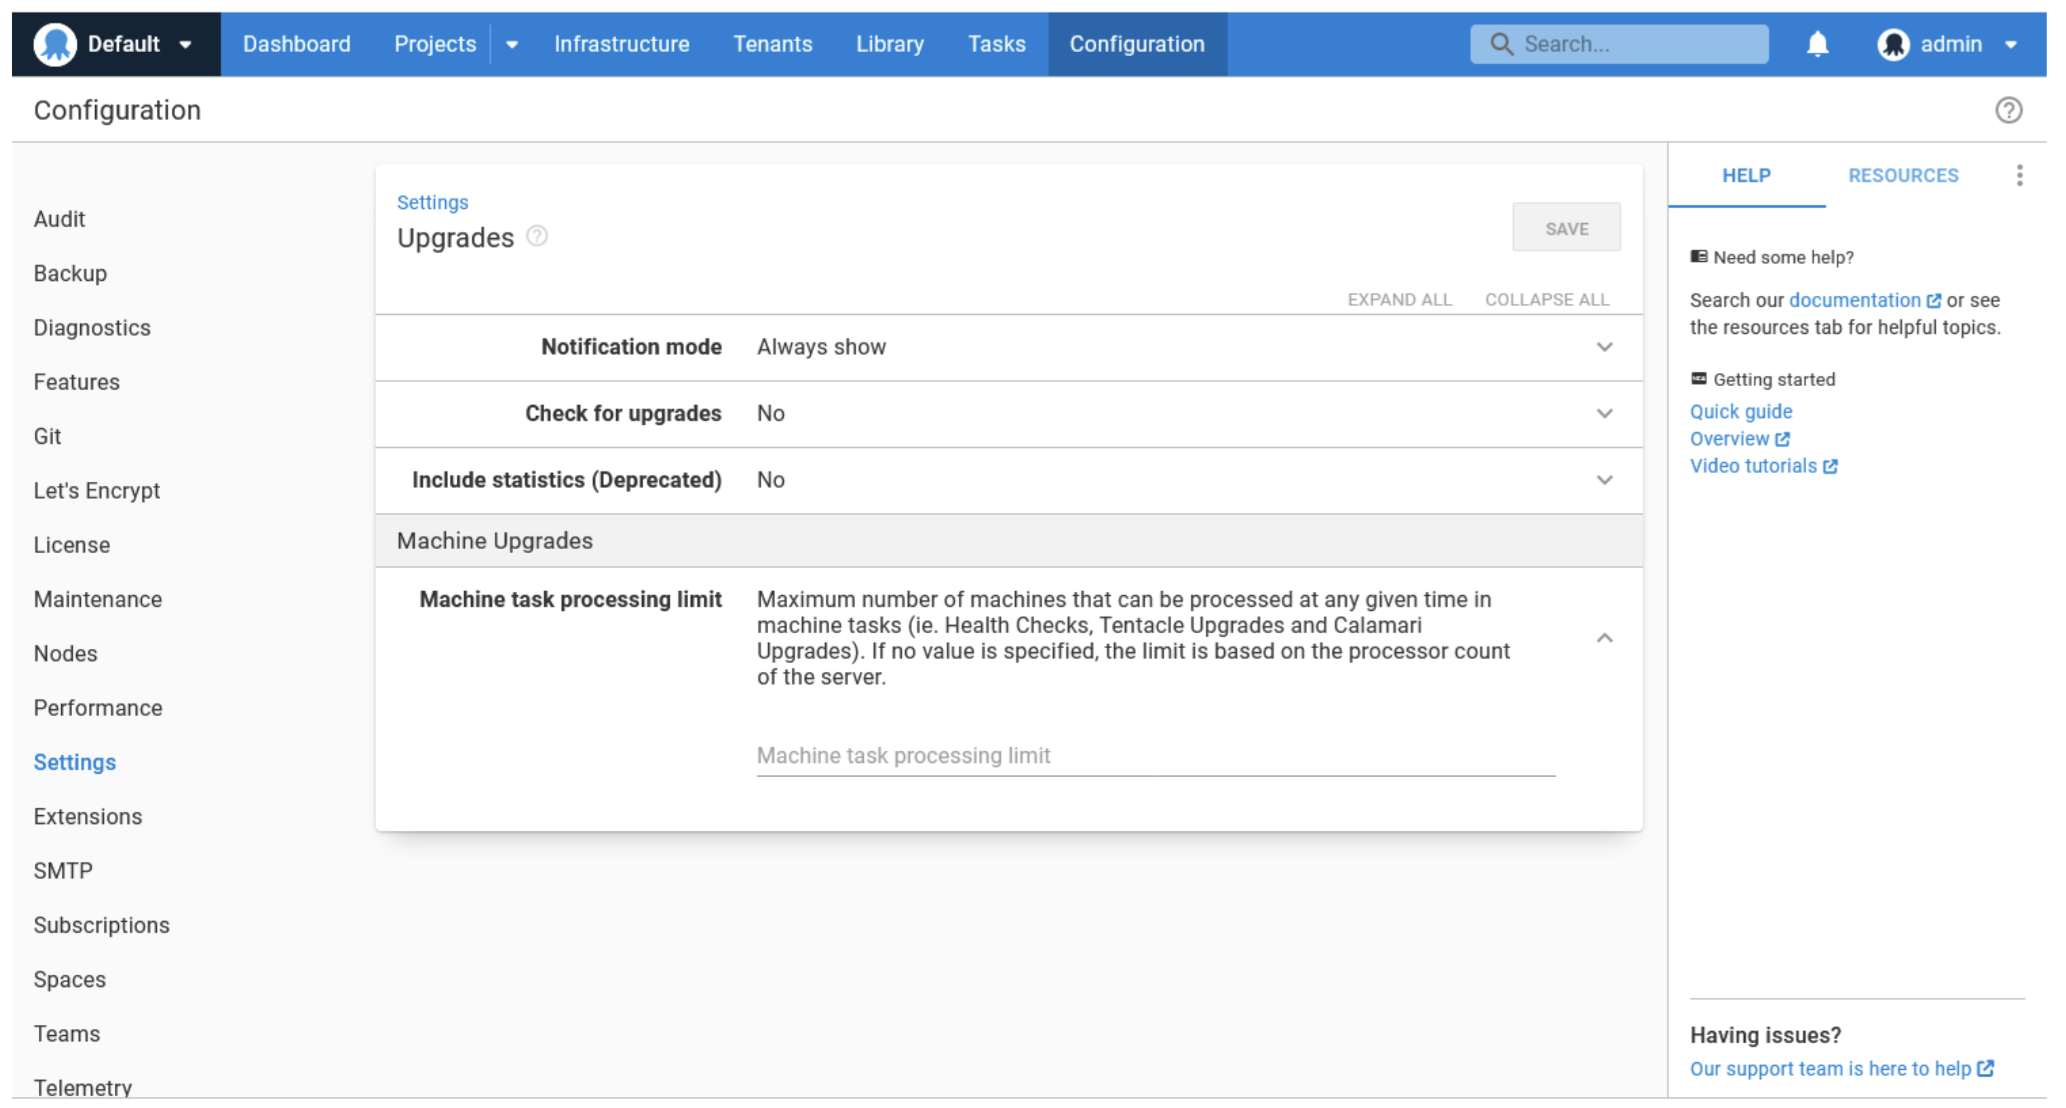 Default
Dashboard
Projects
Infrastructure
Tenants
Library
Tasks
Configuration
Search...
admin
Configuration
Audit
Backup
Diagnostics
Features
Git
Let's Encrypt
License
Maintenance
Nodes
Performance
Settings
Extensions
SMTP
Subscriptions
Spaces
Teams
Telemetry
Settings
Upgrades
SAVE
EXPAND ALL
COLLAPSE ALL
Notification mode
Always show
Check for upgrades
No
Include statistics (Deprecated)
No
Machine Upgrades
Machine task processing limit
Maximum number of machines that can be processed at any given time in
machine tasks (ie. Health Checks, Tentacle Upgrades and Calamari
Upgrades). If no value is specified, the limit is based on the processor count
of the server.
Machine task processing limit
HELP
RESOURCES
Need some help?
Search our documentation or see
the resources tab for helpful topics.
Getting started
Quick guide
Overview
Video tutorials
Having issues?
Our support team is here to help